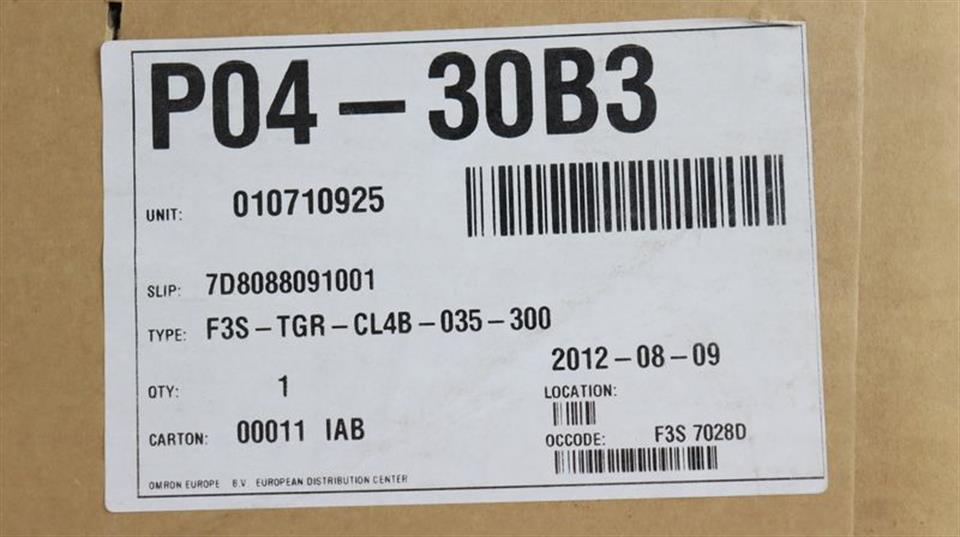 P04-30B3
UNIT: 010710925
SLIP: 7D8088091001
TYPE: F3S-TGR-CL4B-035-300
2012-08-09
QTY: 1
LOCATION:
CARTON: 00011 IAB
OCCODE: F3S 7028D
OMRON EUROPE B.V EUROPEAN DISTRIBUTION CENTER